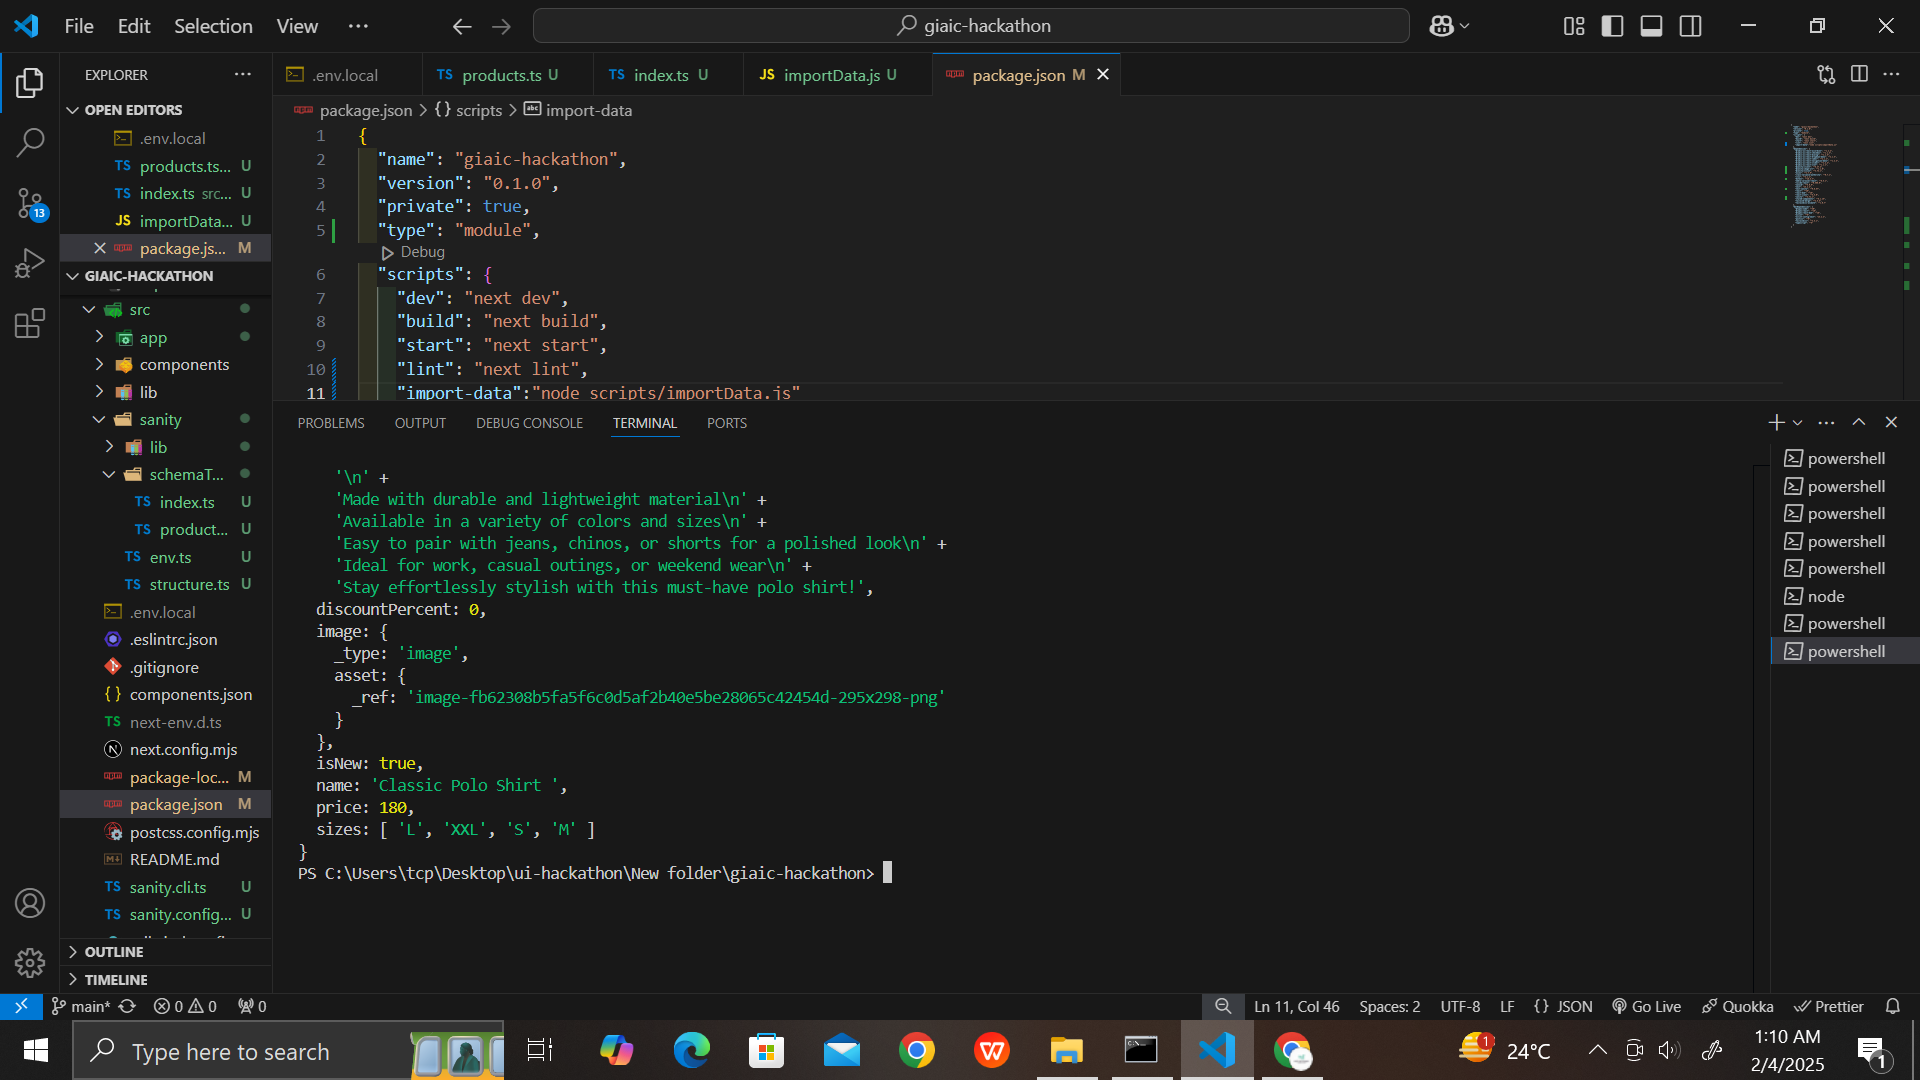 File Edit Selection View ···
giaic-hackathon
EXPLORER
OPEN EDITORS
.env.local
TS products.ts... U
TS index.ts src... U
JS importData... U
package.js... M
GIAIC-HACKATHON
src
app
components
lib
sanity
lib
schemaT...
TS index.ts U
TS product... U
TS env.ts U
TS structure.ts U
.env.local
.eslintrc.json
.gitignore
{} components.json
TS next-env.d.ts
next.config.mjs
package-loc... M
package.json M
postcss.config.mjs
README.md
TS sanity.cli.ts U
TS sanity.config... U
OUTLINE
TIMELINE
.env.local
TS products.ts U
TS index.ts U
JS importData.js U
package.json M
package.json > {} scripts > import-data
1 {
2 "name": "giaic-hackathon",
3 "version": "0.1.0",
4 "private": true,
5 "type": "module",
Debug
6 "scripts": {
7 "dev": "next dev",
8 "build": "next build",
9 "start": "next start",
10 "lint": "next lint",
11 "import-data":"node scripts/importData.js"
PROBLEMS OUTPUT DEBUG CONSOLE TERMINAL PORTS
'\n' +
'Made with durable and lightweight material\n' +
'Available in a variety of colors and sizes\n' +
'Easy to pair with jeans, chinos, or shorts for a polished look\n' +
'Ideal for work, casual outings, or weekend wear\n' +
'Stay effortlessly stylish with this must-have polo shirt!',
discountPercent: 0,
image: {
_type: 'image',
asset: {
_ref: 'image-fb62308b5fa5f6c0d5af2b40e5be28065c42454d-295x298-png'
}
},
isNew: true,
name: 'Classic Polo Shirt ',
price: 180,
sizes: [ 'L', 'XXL', 'S', 'M' ]
}
PS C:\Users\tcp\Desktop\ui-hackathon\New folder\giaic-hackathon>
powershell
powershell
powershell
powershell
powershell
node
powershell
powershell
13
main* 0 0 0
Ln 11, Col 46 Spaces: 2 UTF-8 LF {} JSON Go Live Quokka Prettier
Type here to search
24°C
1:10 AM
2/4/2025
1